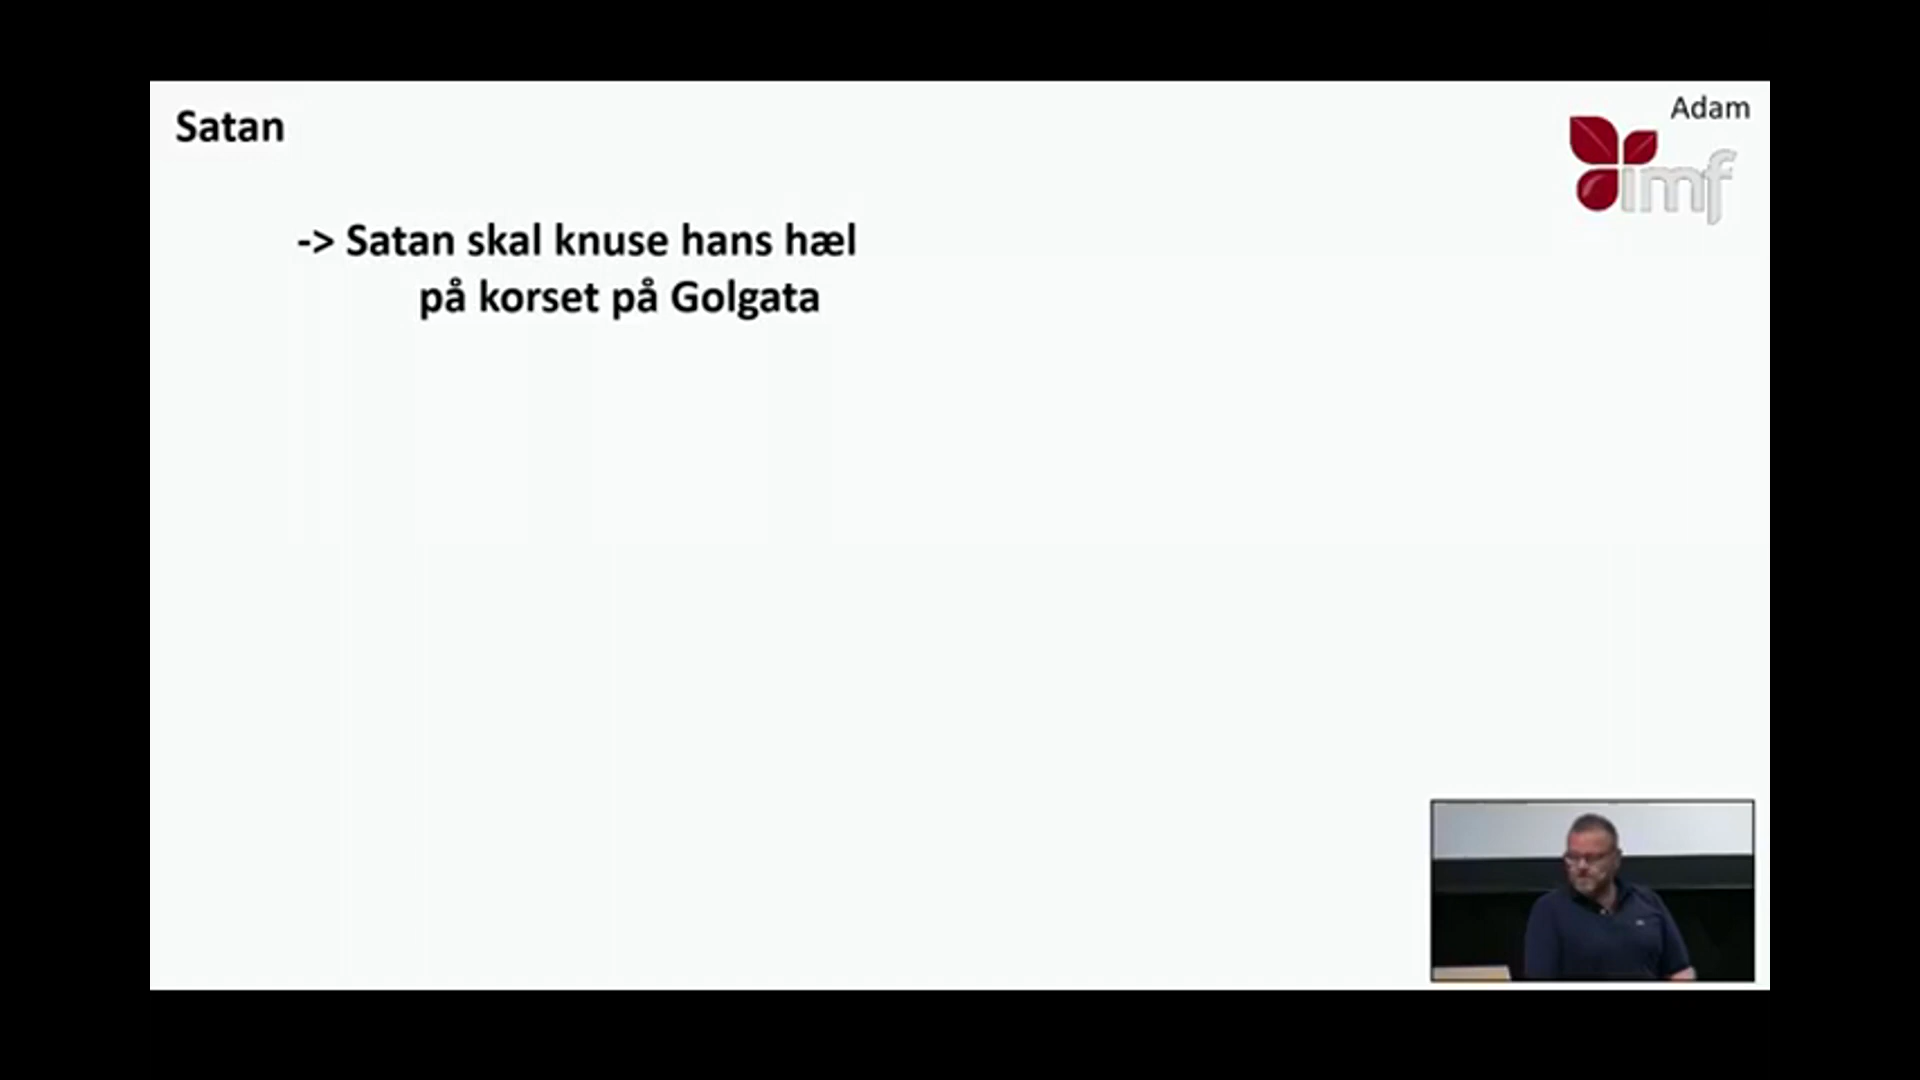 Satan
Adam
imf
-> Satan skal knuse hans hæl
på korset på Golgata